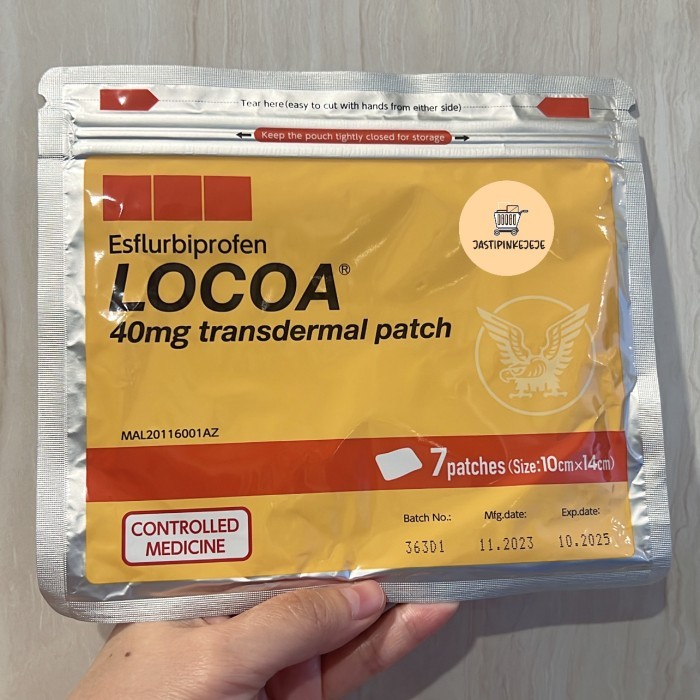 Tear here(easy to cut with hands from either side)
Keep the pouch tightly closed for storage
JASTIPINKEJEJE
Esflurbiprofen
LOCOA®
40mg transdermal patch
MAL20116001AZ
7patches (Size:10cm×14cm)
CONTROLLED
MEDICINE
Batch No.: Mfg.date: Exp.date:
363D1 11.2023 10.2025